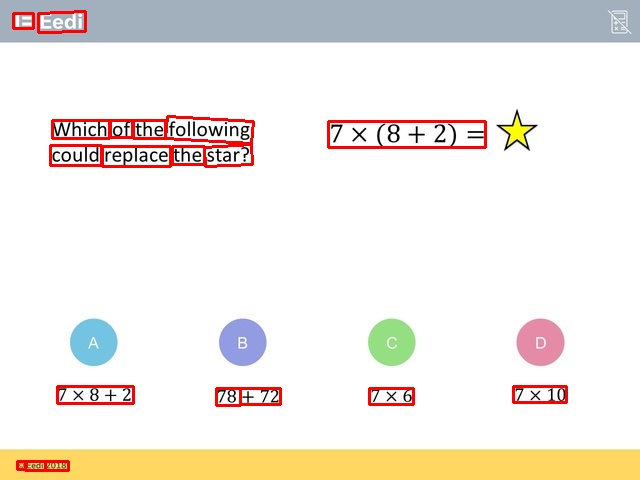 Eedi
Which of the following
could replace the star?
7 × (8 + 2) =
A
B
C
D
7 × 8 + 2
78 + 72
7 × 6
7 × 10
© Eedi 2018